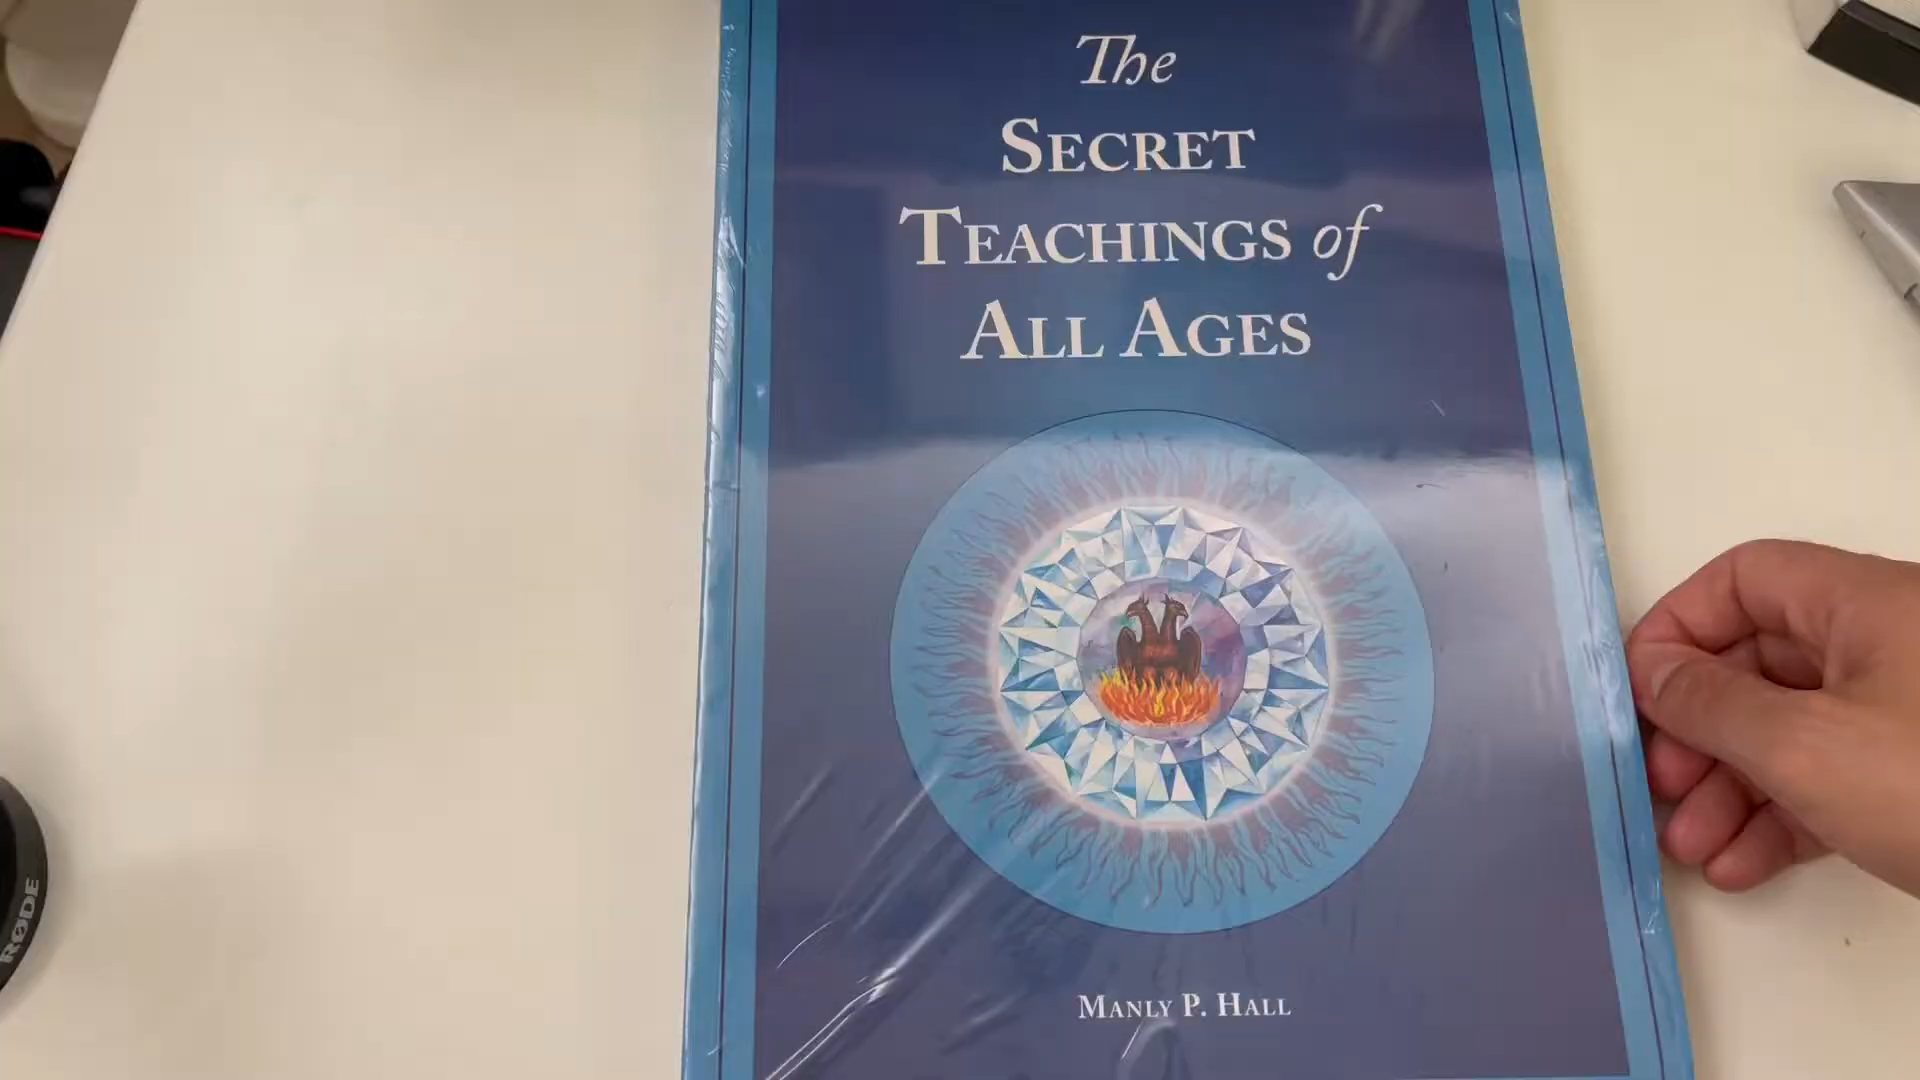 The
SECRET
TEACHINGS of
ALL AGES
MANLY P. HALL
RØDE